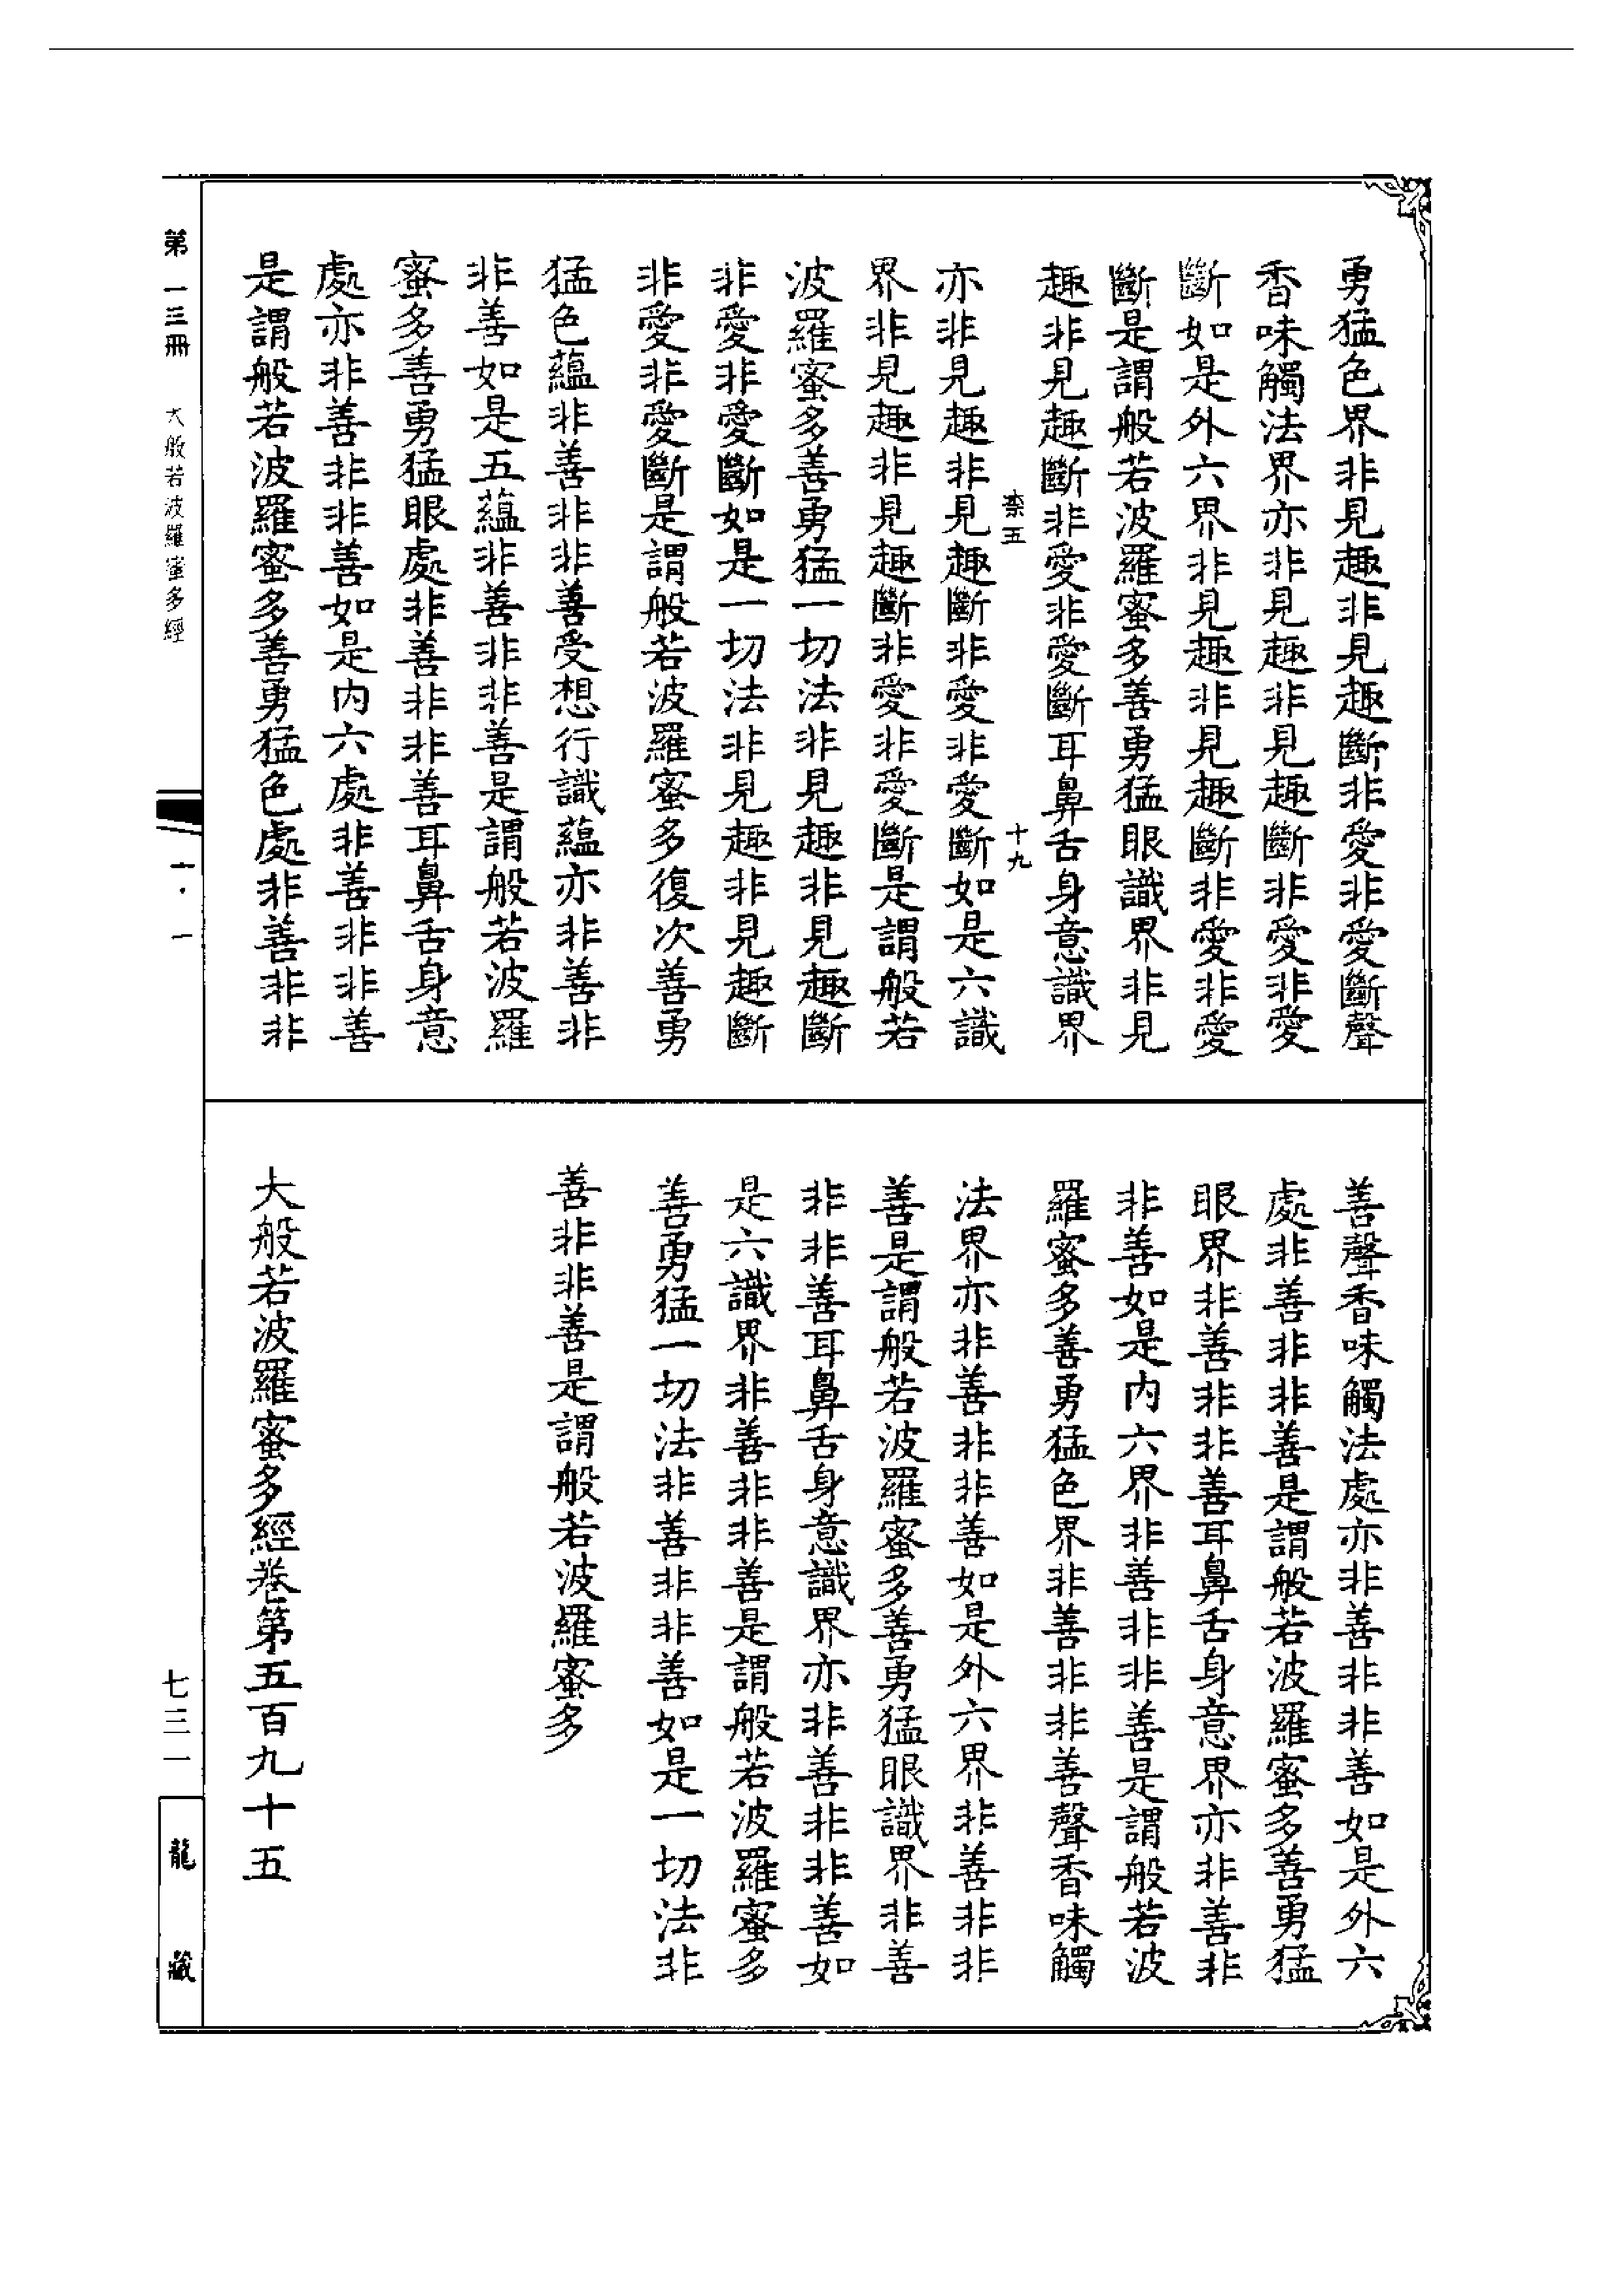 勇猛色界非見趣非見趣斷非愛非愛斷聲
香味觸法界亦非見趣非見趣斷非愛非愛
斷如是外六界非見趣非見趣斷非愛非愛
斷是謂般若波羅蜜多善勇猛眼識界非見
趣非見趣斷非愛非愛斷耳鼻舌身意識界
柰五 十九
亦非見趣非見趣斷非愛非愛斷如是六識
界非見趣非見趣斷非愛非愛斷是謂般若
波羅蜜多善勇猛一切法非見趣非見趣斷
非愛非愛斷如是一切法非見趣非見趣斷
非愛非愛斷是謂般若波羅蜜多復次善勇
猛色蘊非善非非善受想行識蘊亦非善非
非善如是五蘊非善非非善是謂般若波羅
蜜多善勇猛眼處非善非非善耳鼻舌身意
處亦非善非非善如是内六處非善非非善
是謂般若波羅蜜多善勇猛色處非善非非
善聲香味觸法處亦非善非非善如是外六
處非善非非善是謂般若波羅蜜多善勇猛
眼界非善非非善耳鼻舌身意界亦非善非
非善如是内六界非善非非善是謂般若波
羅蜜多善勇猛色界非善非非善聲香味觸
法界亦非善非非善如是外六界非善非非
善是謂般若波羅蜜多善勇猛眼識界非善
非非善耳鼻舌身意識界亦非善非非善如
是六識界非善非非善是謂般若波羅蜜多
善勇猛一切法非善非非善如是一切法非
善非非善是謂般若波羅蜜多
大般若波羅蜜多經卷第五百九十五
第一三冊 大般若波羅蜜多經
一·一
七三一
龍藏